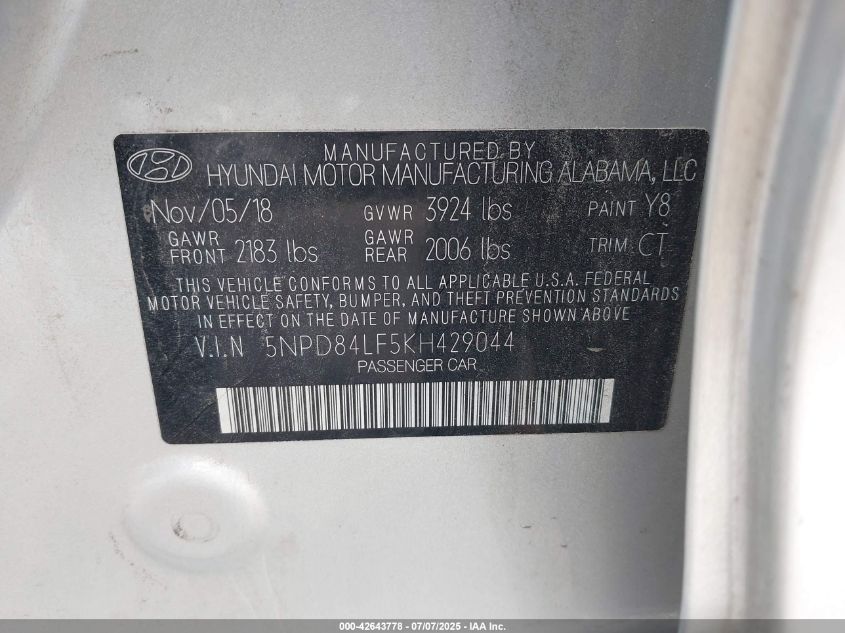 MANUFACTURED BY
HYUNDAI MOTOR MANUFACTURING ALABAMA, LLC
Nov/05/18 GVWR 3924 lbs PAINT Y8
GAWR FRONT 2183 lbs GAWR REAR 2006 lbs TRIM CT
THIS VEHICLE CONFORMS TO ALL APPLICABLE U.S.A. FEDERAL
MOTOR VEHICLE SAFETY, BUMPER, AND THEFT PREVENTION STANDARDS
IN EFFECT ON THE DATE OF MANUFACTURE SHOWN ABOVE
V.I.N 5NPD84LF5KH429044
PASSENGER CAR
000-42643778 - 07/07/2025 - IAA Inc.